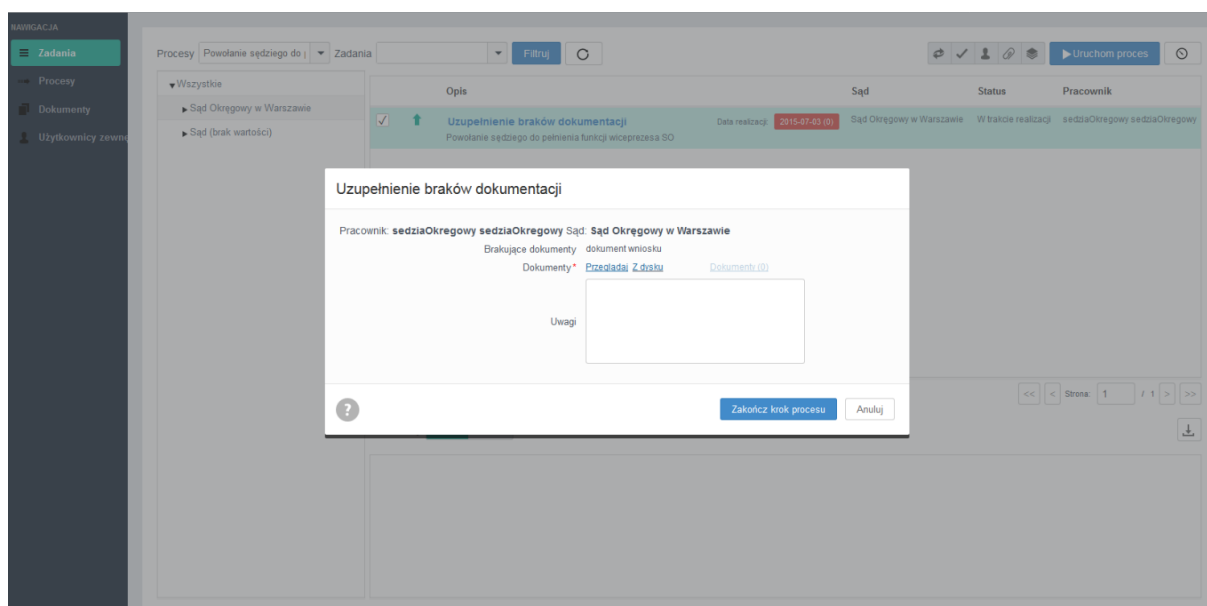 NAWIGACJA
Zadania
Procesy
Dokumenty
Użytkownicy zewnę
Procesy Powołanie sędziego do Zadania Filtruj Uruchom proces
Wszystkie
Sąd Okręgowy w Warszawie
Sąd (brak wartości)
Opis Sąd Status Pracownik
Uzupełnienie braków dokumentacji Data realizacji: 2015-07-03 (0) Sąd Okręgowy w Warszawie W trakcie realizacji sedziaOkregowy sedziaOkregowy
Powołanie sędziego do pełnienia funkcji wiceprezesa SO
Uzupełnienie braków dokumentacji
Pracownik: sedziaOkregowy sedziaOkregowy Sąd: Sąd Okręgowy w Warszawie
Brakujące dokumenty dokument wniosku
Dokumenty* Przeglądaj Z dysku Dokumenty (0)
Uwagi
? Zakończ krok procesu Anuluj
<< < Strona: 1 / 1 > >>